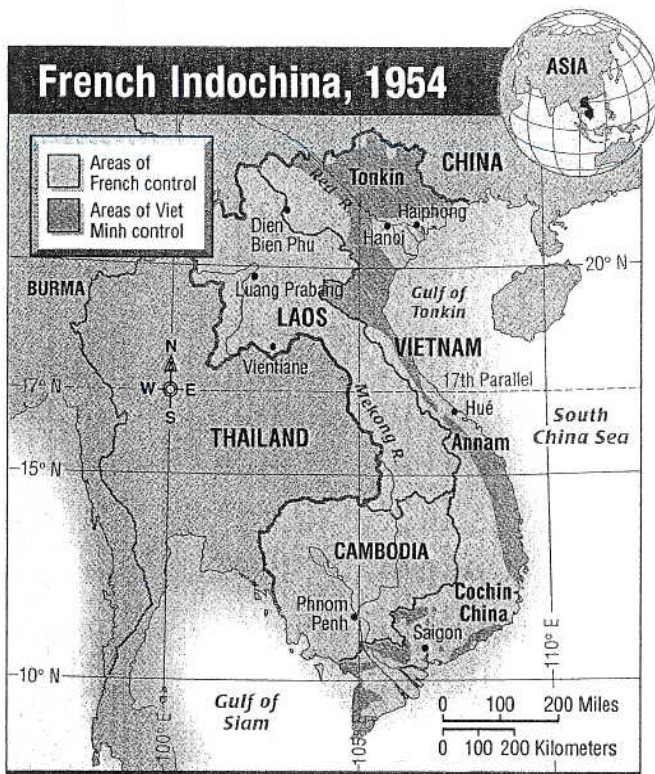 French Indochina, 1954
ASIA
Areas of
French control
Areas of Viet
Minh control
CHINA
Tonkin
Red R.
Haiphong
Hanoi
Dien
Bien Phu
20° N
BURMA
Luang Prabang
Gulf of
Tonkin
LAOS
VIETNAM
Vientiane
N
W E
S
17° N
17th Parallel
Hué
Mekong R.
THAILAND
Annam
South
China Sea
15° N
CAMBODIA
Cochin-
China
Phnom
Penh
Saigon
10° N
Gulf of
Siam
100° E
105° E
110° E
0 100 200 Miles
0 100 200 Kilometers